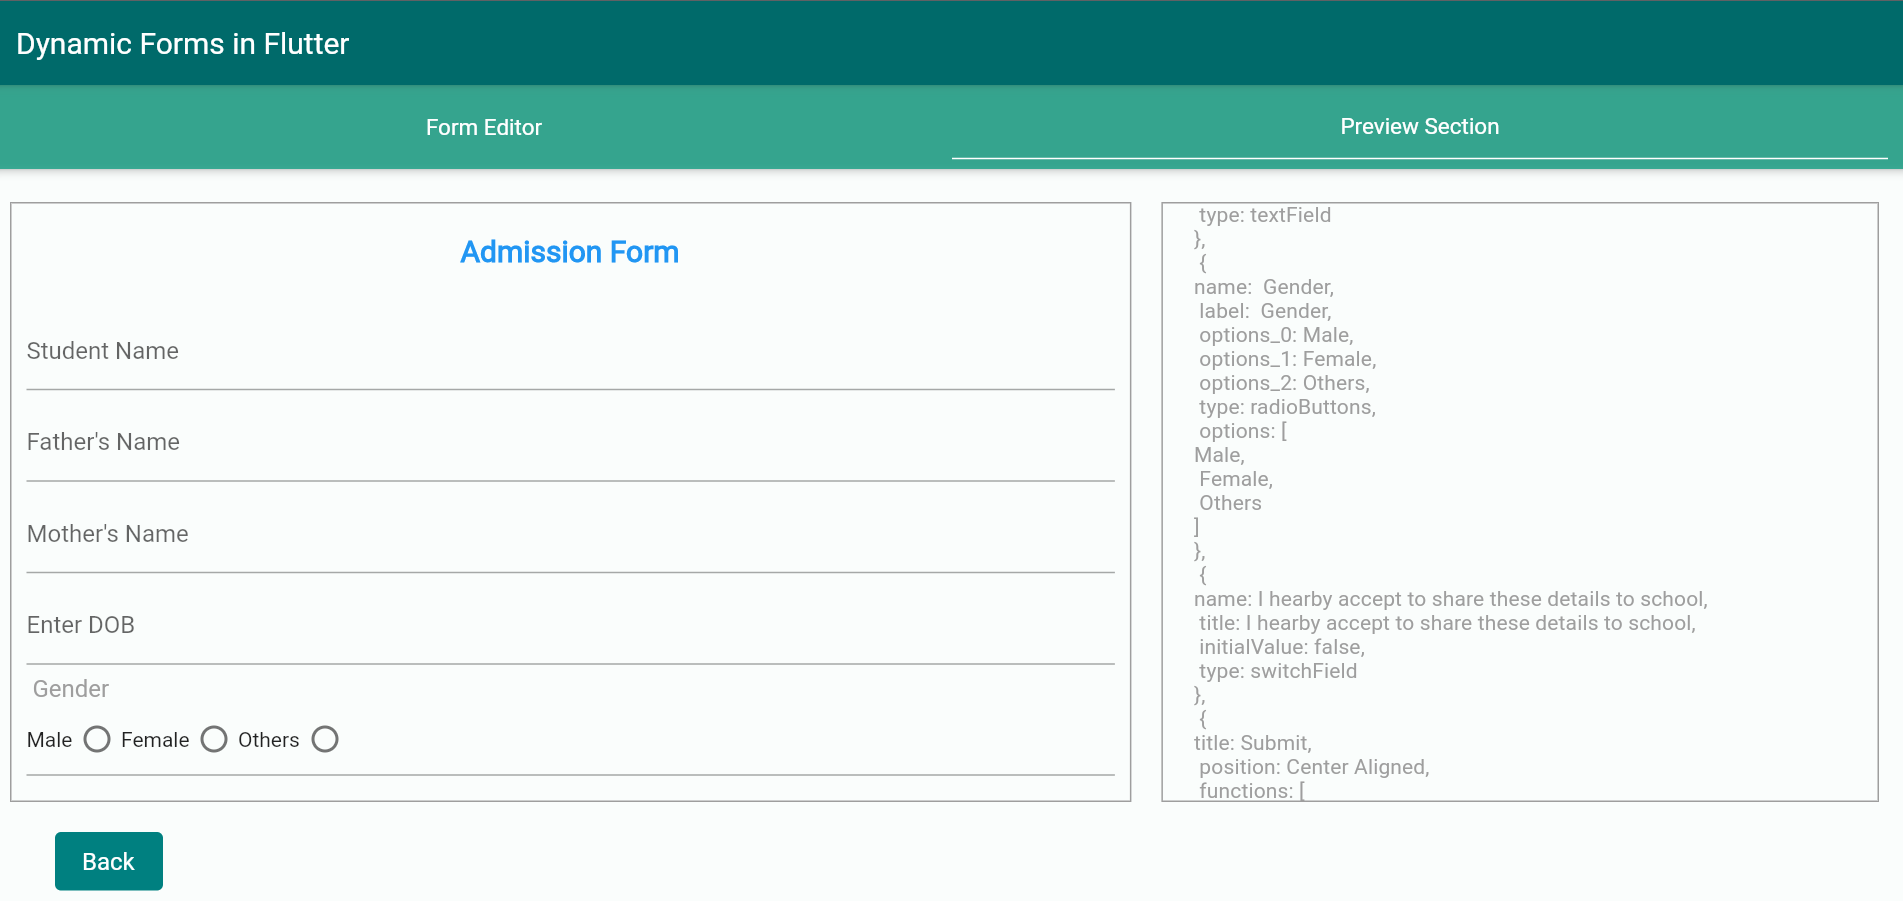 Dynamic Forms in Flutter
Form Editor
Preview Section
Admission Form
Student Name
Father's Name
Mother's Name
Enter DOB
Gender
Male Female Others
Back
type: textField
},
{
name:  Gender,
label:  Gender,
options_0: Male,
options_1: Female,
options_2: Others,
type: radioButtons,
options: [
Male,
Female,
Others
]
},
{
name: I hearby accept to share these details to school,
title: I hearby accept to share these details to school,
initialValue: false,
type: switchField
},
{
title: Submit,
position: Center Aligned,
functions: [